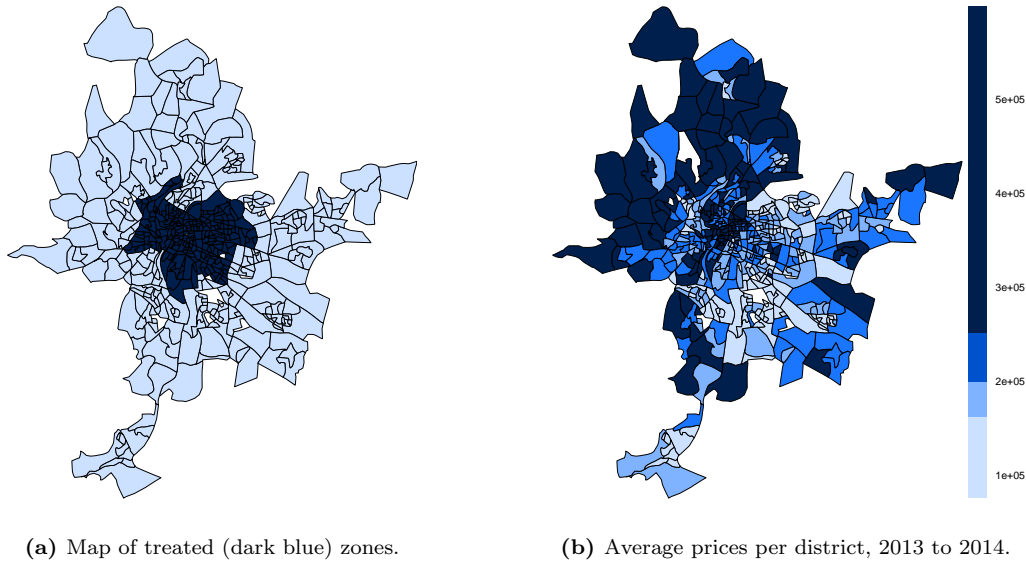 5e+05
4e+05
3e+05
2e+05
1e+05
(a) Map of treated (dark blue) zones.
(b) Average prices per district, 2013 to 2014.